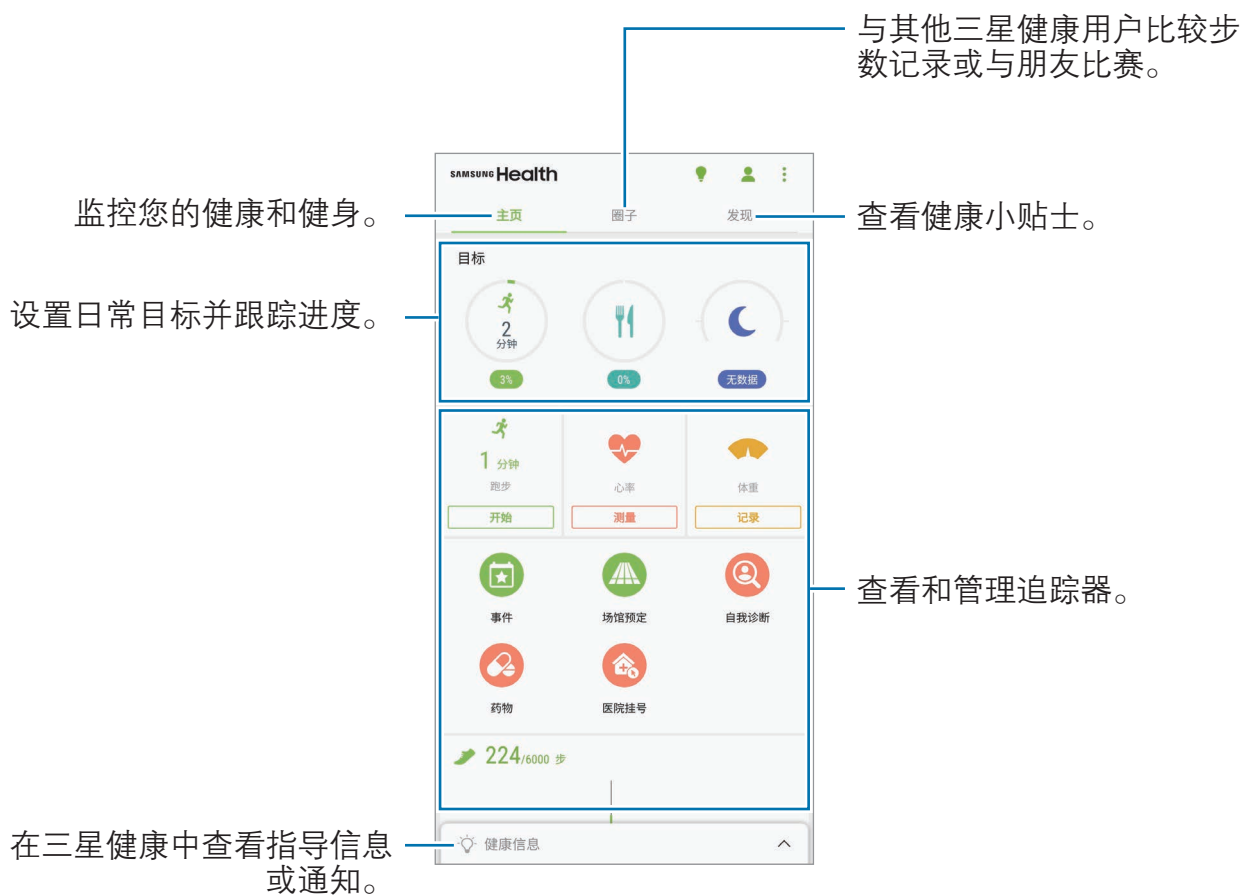 与其他三星健康用户比较步
数记录或与朋友比赛。
SAMSUNG Health
监控您的健康和健身。
主页
圈子
发现
查看健康小贴士。
目标
设置日常目标并跟踪进度。
2
分钟
3%
0%
无数据
1 分钟
跑步
心率
体重
开始
测量
记录
事件
场馆预定
自我诊断
查看和管理追踪器。
药物
医院挂号
224/6000 步
在三星健康中查看指导信息
或通知。
健康信息